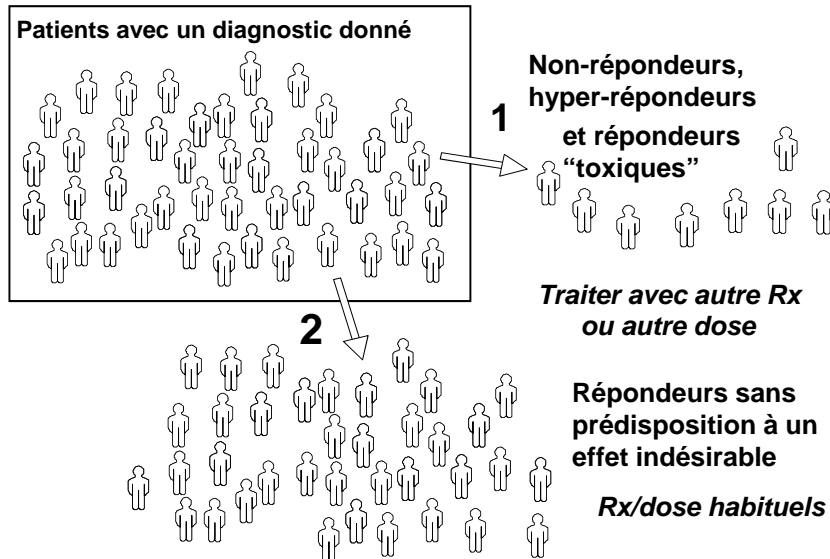 Patients avec un diagnostic donné
1
Non-répondeurs,
hyper-répondeurs
et répondeurs
“toxiques”
Traiter avec autre Rx
ou autre dose
2
Répondeurs sans
prédisposition à un
effet indésirable
Rx/dose habituels